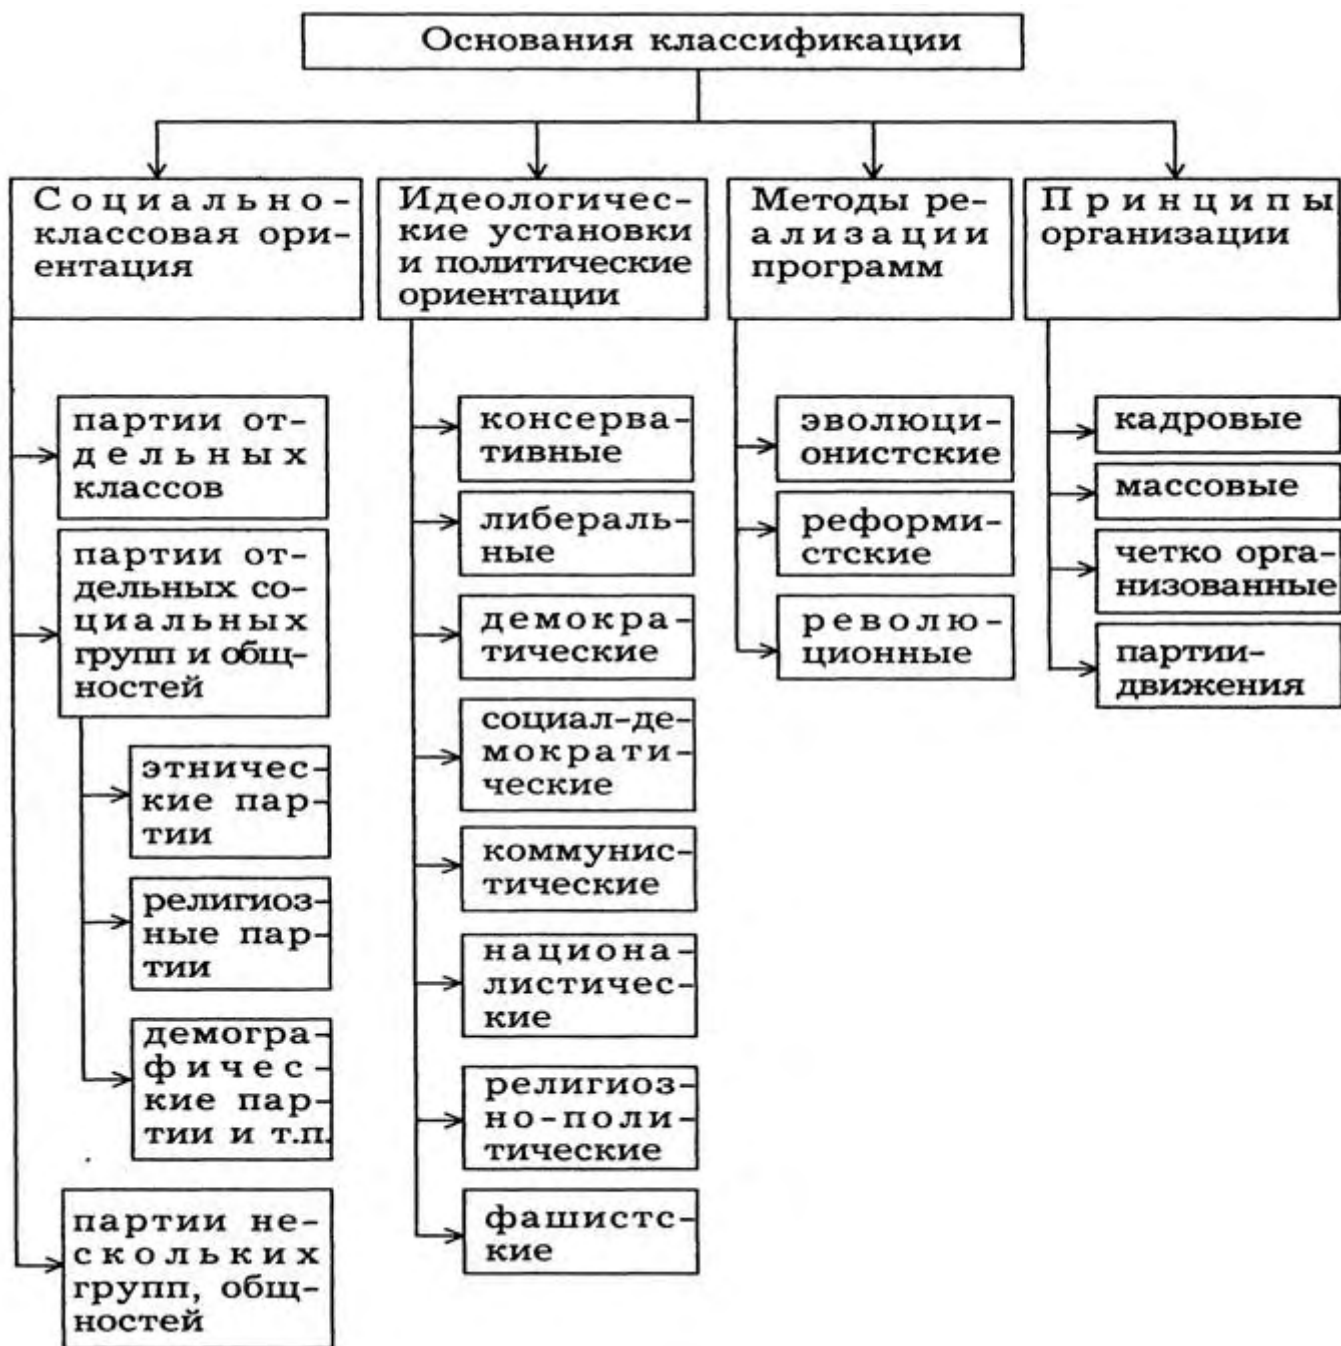 Основания классификации
Социально-
классовая ори-
ентация
Идеологичес-
кие установки
и политические
ориентации
Методы ре-
ализации
программ
Принципы
организации
партии от-
дельных
классов
партии от-
дельных со-
циальных
групп и общ-
ностей
этничес-
кие пар-
тии
религиоз-
ные пар-
тии
демогра-
фичес-
кие пар-
тии и т.п.
партии не-
скольких
групп, общ-
ностей
консерва-
тивные
либераль-
ные
демокра-
тические
социал-де-
мократи-
ческие
коммунис-
тические
национа-
листичес-
кие
религиоз-
но-поли-
тические
фашистс-
кие
эволюци-
онистские
реформи-
стские
револю-
ционные
кадровые
массовые
четко орга-
низованные
партии-
движения